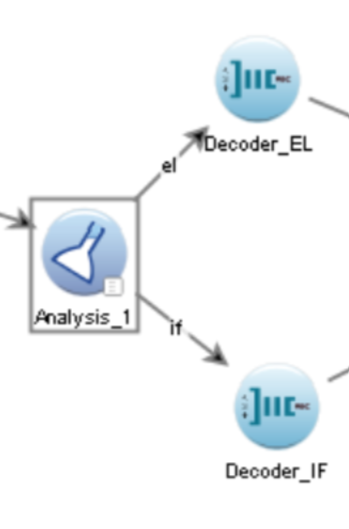 Decoder_EL
el
Analysis_1
if
Decoder_IF